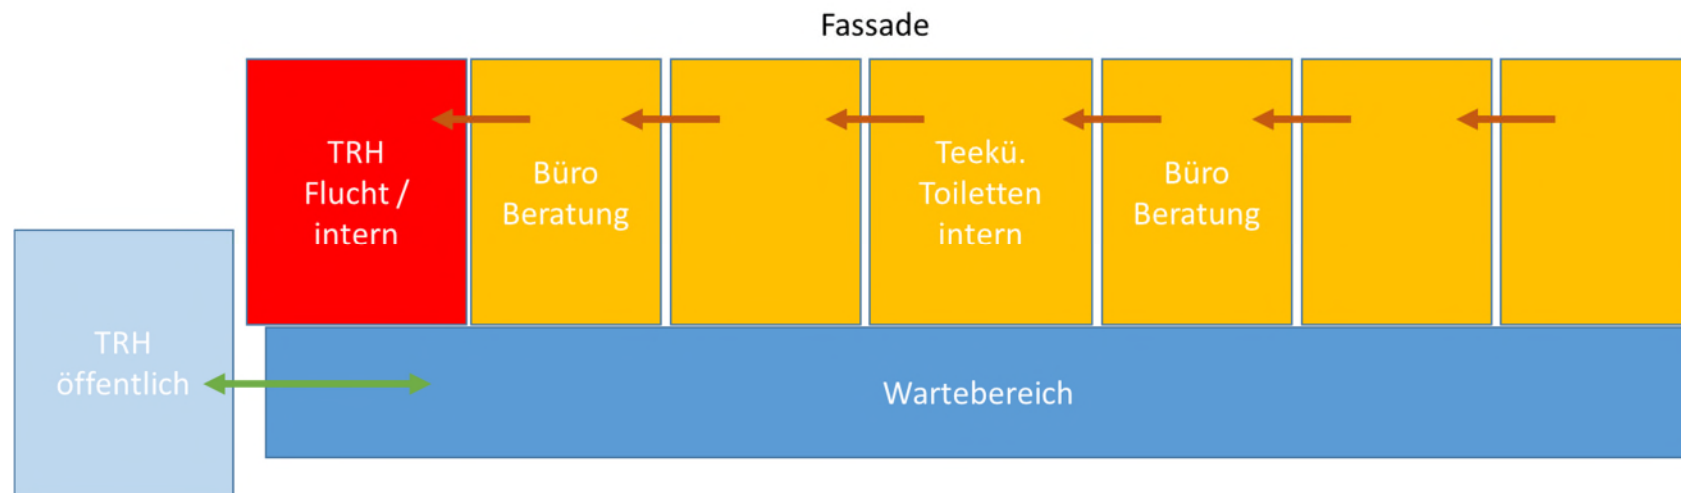 Fassade
TRH
Flucht /
intern
Büro
Beratung
Teekü.
Toiletten
intern
Büro
Beratung
TRH
öffentlich
Wartebereich